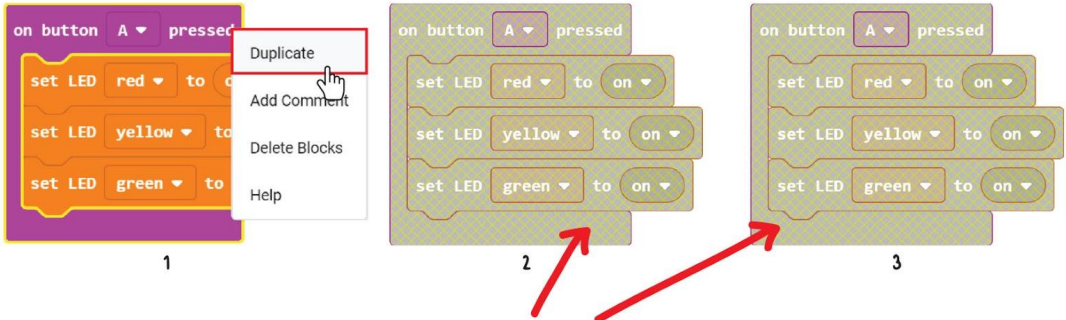 on button A pressed
set LED red to
set LED yellow to
set LED green to
Duplicate
Add Comment
Delete Blocks
Help
1
on button A pressed
set LED red to on
set LED yellow to on
set LED green to on
2
on button A pressed
set LED red to on
set LED yellow to on
set LED green to on
3